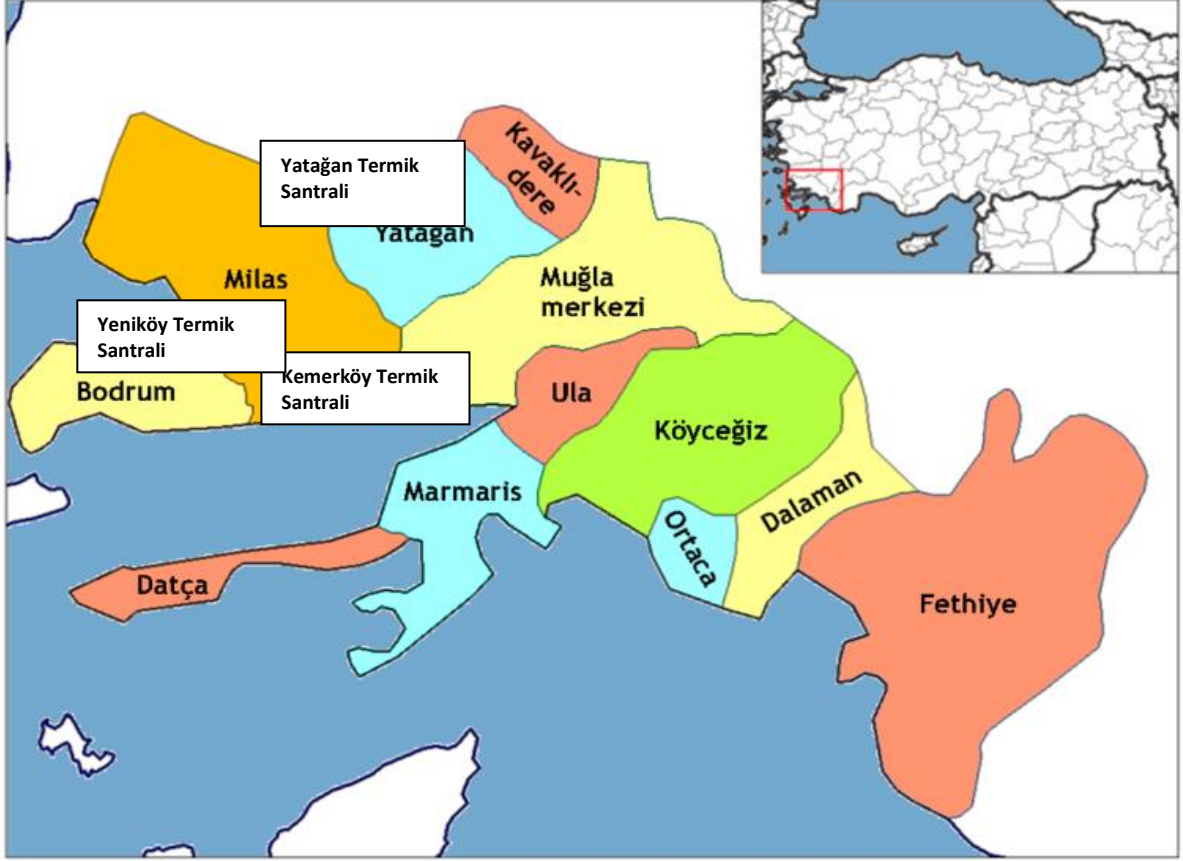 Yatağan Termik
Santrali
Kavaklı-
dere
Yatağan
Milas
Muğla
merkezi
Yeniköy Termik
Santrali
Kemerköy Termik
Santrali
Bodrum
Ula
Köyceğiz
Marmaris
Dalaman
Ortaca
Datça
Fethiye